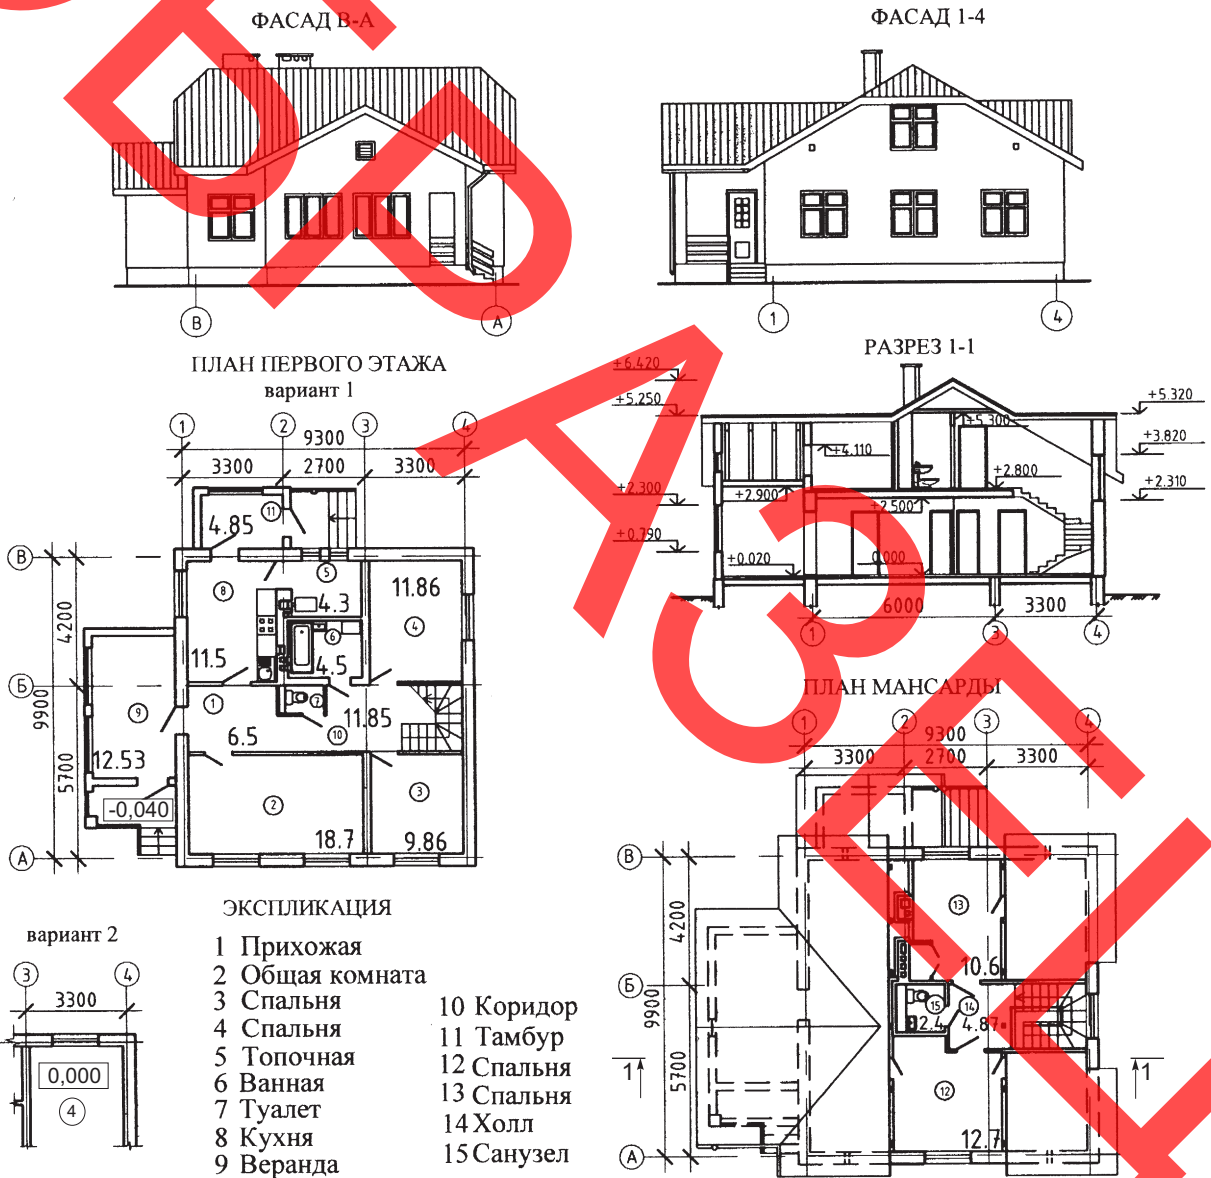 ФАСАД В-А
В
А
ФАСАД 1-4
1
4
ПЛАН ПЕРВОГО ЭТАЖА
вариант 1
1
2
3
4
9300
3300
2700
3300
11
4.85
В
5
8
4.3
11.86
4
6
4200
11.5
4.5
Б
9900
1
7
9
11.85
10
6.5
12.53
5700
-0,040
2
3
18.7
9.86
А
РАЗРЕЗ 1-1
+6.420
+5.250
+5.320
+5.300
+4.110
+3.820
+2.800
+2.300
+2.900
+2.310
+2.500
+0.790
+0.020
0.000
6000
3300
1
3
4
ПЛАН МАНСАРДЫ
1
2
3
4
9300
3300
2700
3300
В
4200
13
10.6
Б
9900
15
14
2.4
4.87
5700
1
1
12
12.7
А
вариант 2
3
4
3300
0,000
4
ЭКСПЛИКАЦИЯ
1 Прихожая
2 Общая комната
3 Спальня
4 Спальня
5 Топочная
6 Ванная
7 Туалет
8 Кухня
9 Веранда
10 Коридор
11 Тамбур
12 Спальня
13 Спальня
14 Холл
15 Санузел